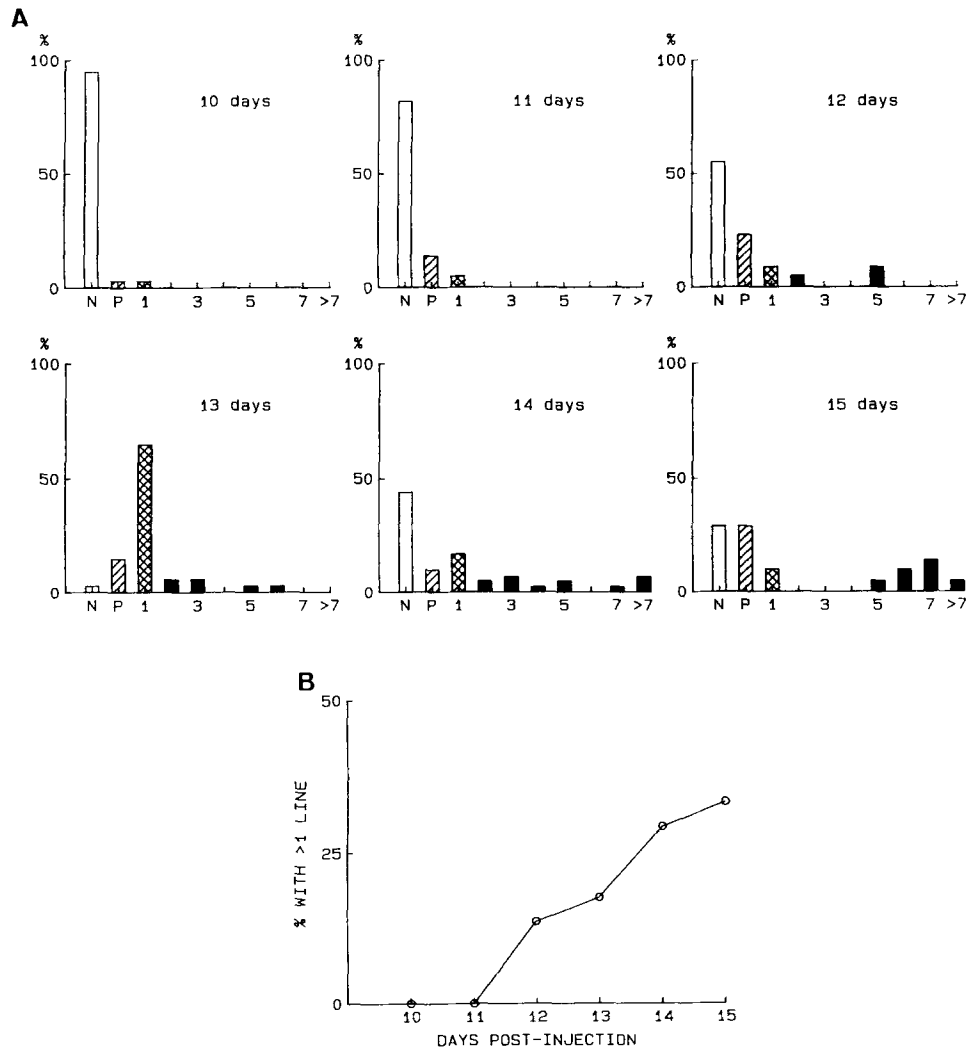 A
%
100
50
0
10 days
N P 1 3 5 7 >7
%
100
50
0
11 days
N P 1 3 5 7 >7
%
100
50
0
12 days
N P 1 3 5 7 >7
%
100
50
0
13 days
N P 1 3 5 7 >7
%
100
50
0
14 days
N P 1 3 5 7 >7
%
100
50
0
15 days
N P 1 3 5 7 >7
B
50
25
0
% WITH >1 LINE
10 11 12 13 14 15
DAYS POST-INJECTION